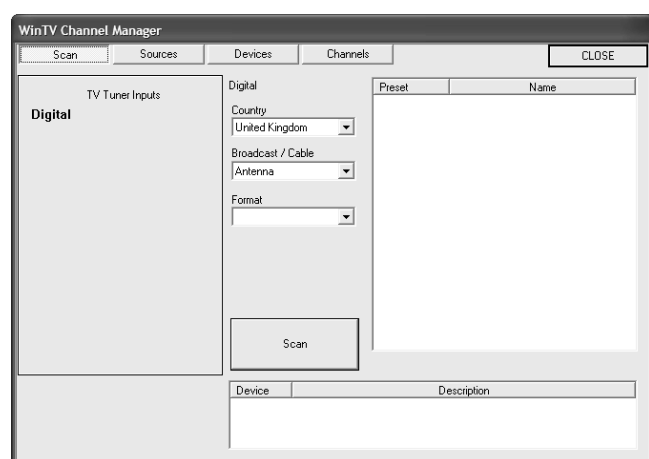 WinTV Channel Manager
Scan Sources Devices Channels CLOSE
TV Tuner Inputs
Digital
Digital
Country
United Kingdom
Broadcast / Cable
Antenna
Format
Scan
Preset Name
Device Description